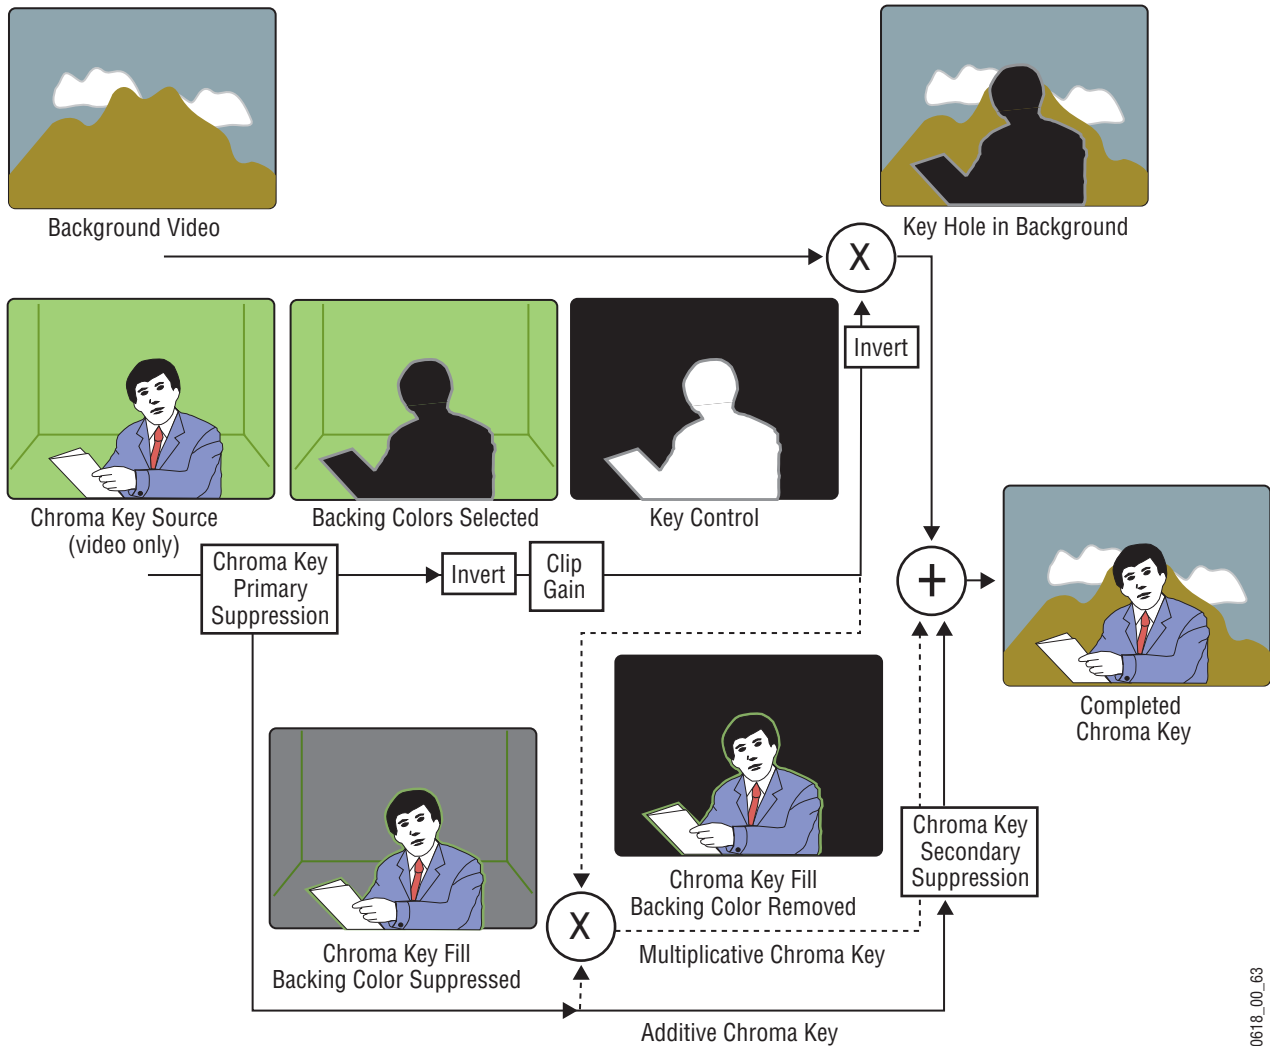 Background Video
Key Hole in Background
X
Invert
Chroma Key Source
(video only)
Backing Colors Selected
Key Control
Chroma Key
Primary
Suppression
Invert
Clip
Gain
+
Completed
Chroma Key
Chroma Key Fill
Backing Color Removed
Chroma Key
Secondary
Suppression
X
Chroma Key Fill
Backing Color Suppressed
Multiplicative Chroma Key
Additive Chroma Key
0618_00_63